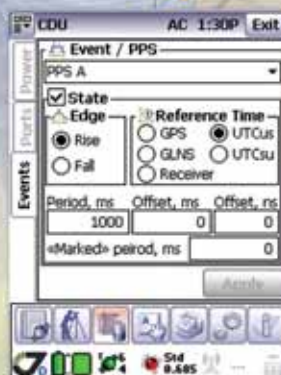 CDU AC 1:30P Exit
Event / PPS
PPS A
State
Edge
Rise
Fall
Reference Time
GPS UTCus
GLNS UTCsu
Receiver
Power
Ports
Events
Period, ms Offset, ms Offset, ns
1000 0 0
«Marked» peirod, ms 0
Apply
Std
0.685